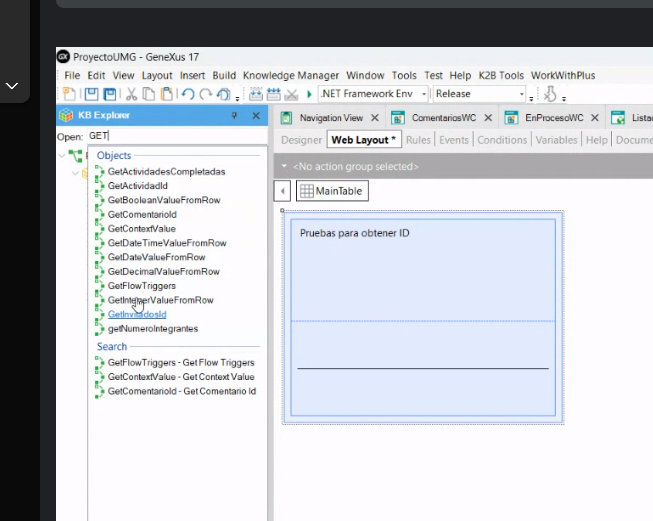 ProyectoUMG - GeneXus 17
File Edit View Layout Insert Build Knowledge Manager Window Tools Test Help K2B Tools WorkWithPlus
.NET Framework Env Release
KB Explorer
Navigation View ComentariosWC EnProcesoWC Lista
Open: GET
Designer Web Layout * Rules Events Conditions Variables Help Docume
Objects
<No action group selected>
GetActividadesCompletadas
GetActividadId
MainTable
GetBooleanValueFromRow
GetComentarioId
GetContextValue
Pruebas para obtener ID
GetDateTimeValueFromRow
GetDateValueFromRow
GetDecimalValueFromRow
GetFlowTriggers
GetIntegerValueFromRow
GetInvitadosId
getNumeroIntegrantes
Search
GetFlowTriggers - Get Flow Triggers
GetContextValue - Get Context Value
GetComentarioId - Get Comentario Id